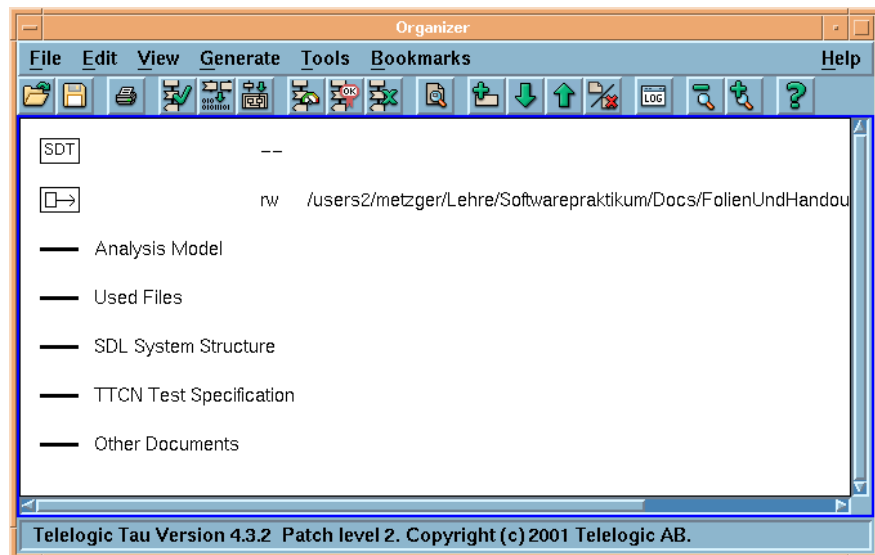 Organizer
File Edit View Generate Tools Bookmarks Help
OK LOG ?
SDT --
rw /users2/metzger/Lehre/Softwarepraktikum/Docs/FolienUndHandou
Analysis Model
Used Files
SDL System Structure
TTCN Test Specification
Other Documents
Telelogic Tau Version 4.3.2 Patch level 2. Copyright (c) 2001 Telelogic AB.